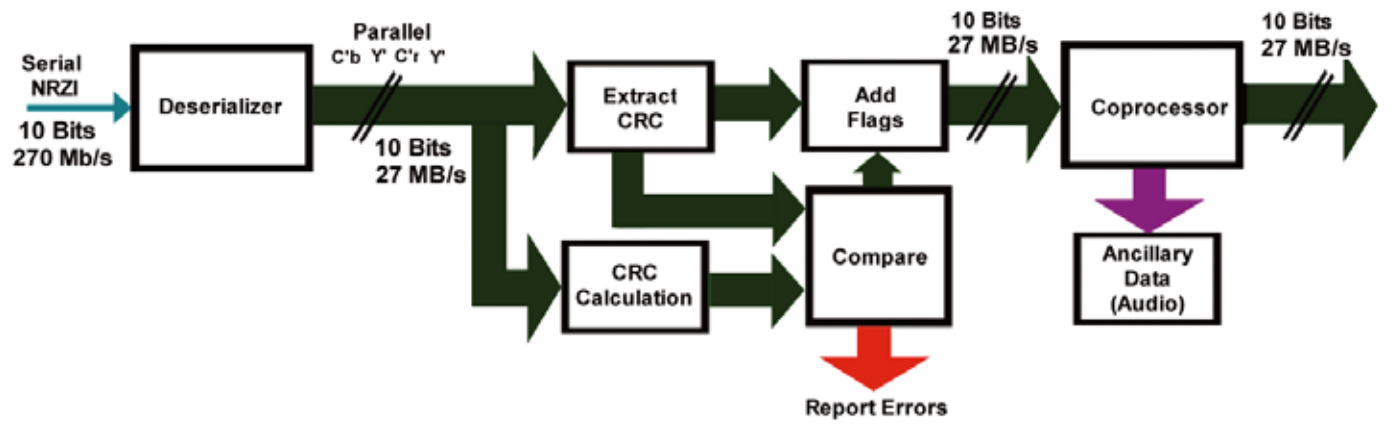 Serial
NRZI
10 Bits
270 Mb/s
Deserializer
Parallel
C'b Y' C'r Y'
10 Bits
27 MB/s
Extract
CRC
Add
Flags
10 Bits
27 MB/s
Coprocessor
10 Bits
27 MB/s
CRC
Calculation
Compare
Ancillary
Data
(Audio)
Report Errors